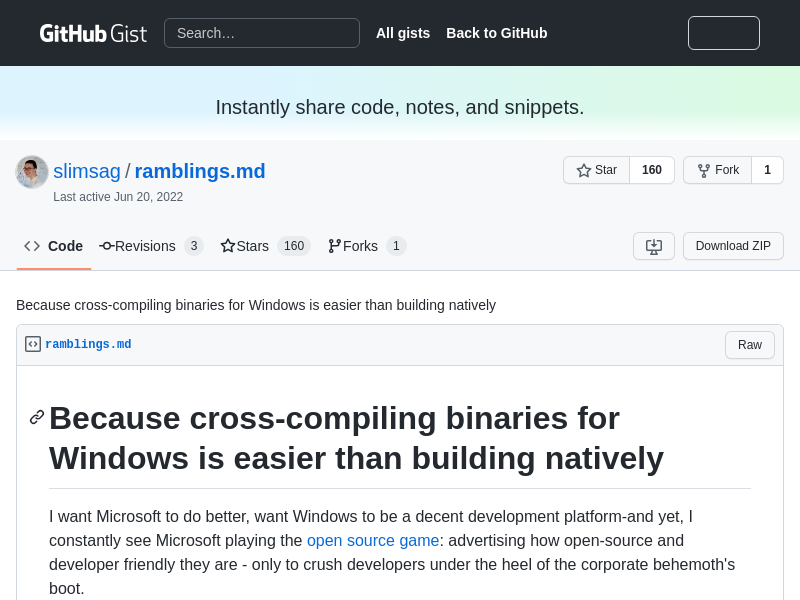 GitHub Gist Search… All gists Back to GitHub
Instantly share code, notes, and snippets.
slimsag / ramblings.md Star 160 Fork 1
Last active Jun 20, 2022
Code Revisions 3 Stars 160 Forks 1 Download ZIP
Because cross-compiling binaries for Windows is easier than building natively
ramblings.md Raw
Because cross-compiling binaries for
Windows is easier than building natively
I want Microsoft to do better, want Windows to be a decent development platform-and yet, I
constantly see Microsoft playing the open source game: advertising how open-source and
developer friendly they are - only to crush developers under the heel of the corporate behemoth's
boot.